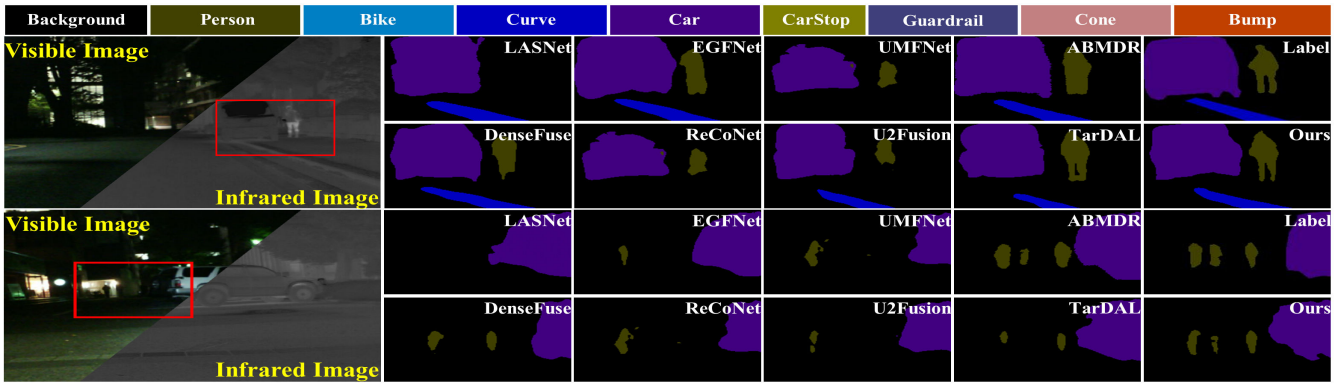 Background Person Bike Curve Car CarStop Guardrail Cone Bump
Visible Image
Infrared Image
LASNet EGFNet UMFNet ABMDR Label
DenseFuse ReCoNet U2Fusion TarDAL Ours
Visible Image
Infrared Image
LASNet EGFNet UMFNet ABMDR Label
DenseFuse ReCoNet U2Fusion TarDAL Ours